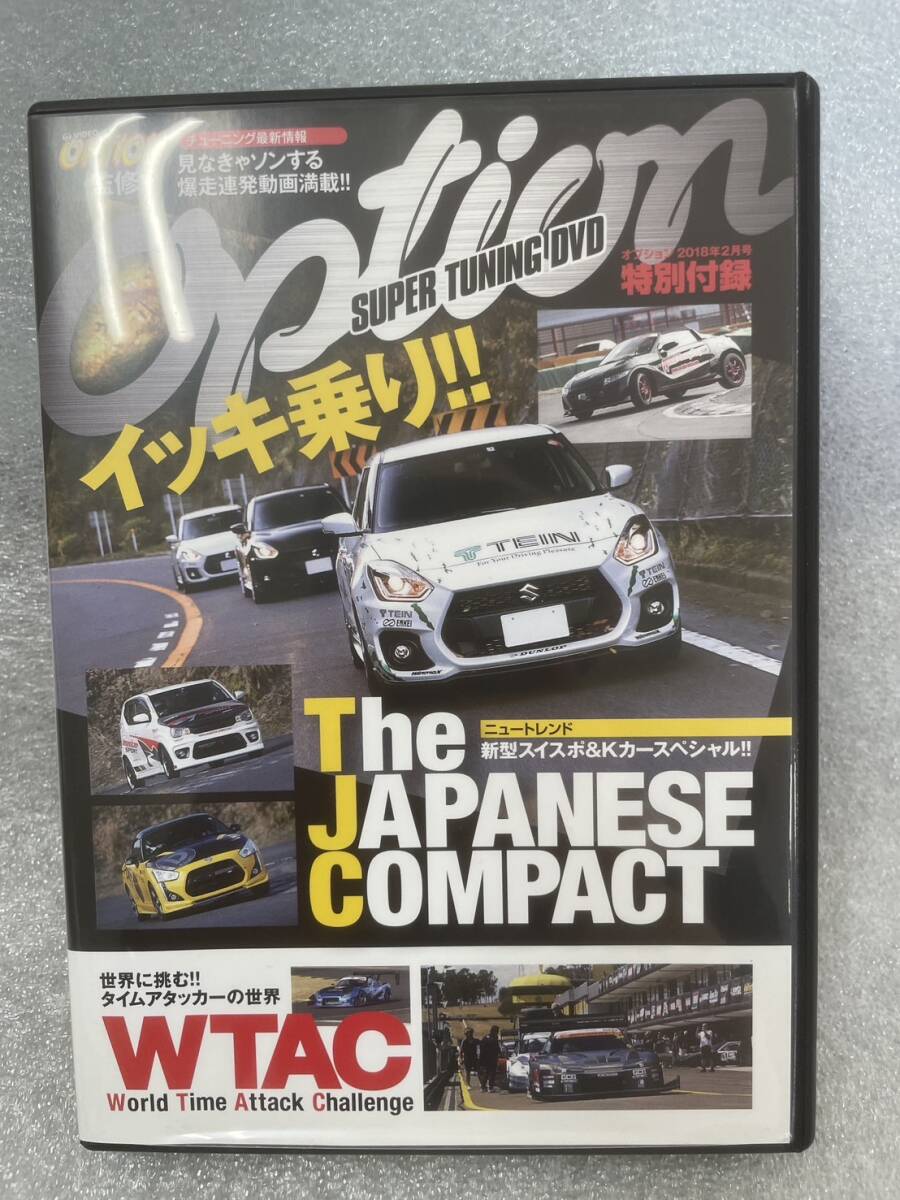 OPTION
監修
チューニング最新情報
見なきゃソンする
爆走連発動画満載!!
Option
SUPER TUNING DVD
オプション 2018年2月号
特別付録
イッキ乗り!!
TEIN
For Your Driving Pleasure
TEIN
ENKEI
TEIN
ENKEI
DUNLOP
The
JAPANESE
COMPACT
ニュートレンド
新型スイスポ&Kカースペシャル!!
世界に挑む!!
タイムアタッカーの世界
WTAC
World Time Attack Challenge